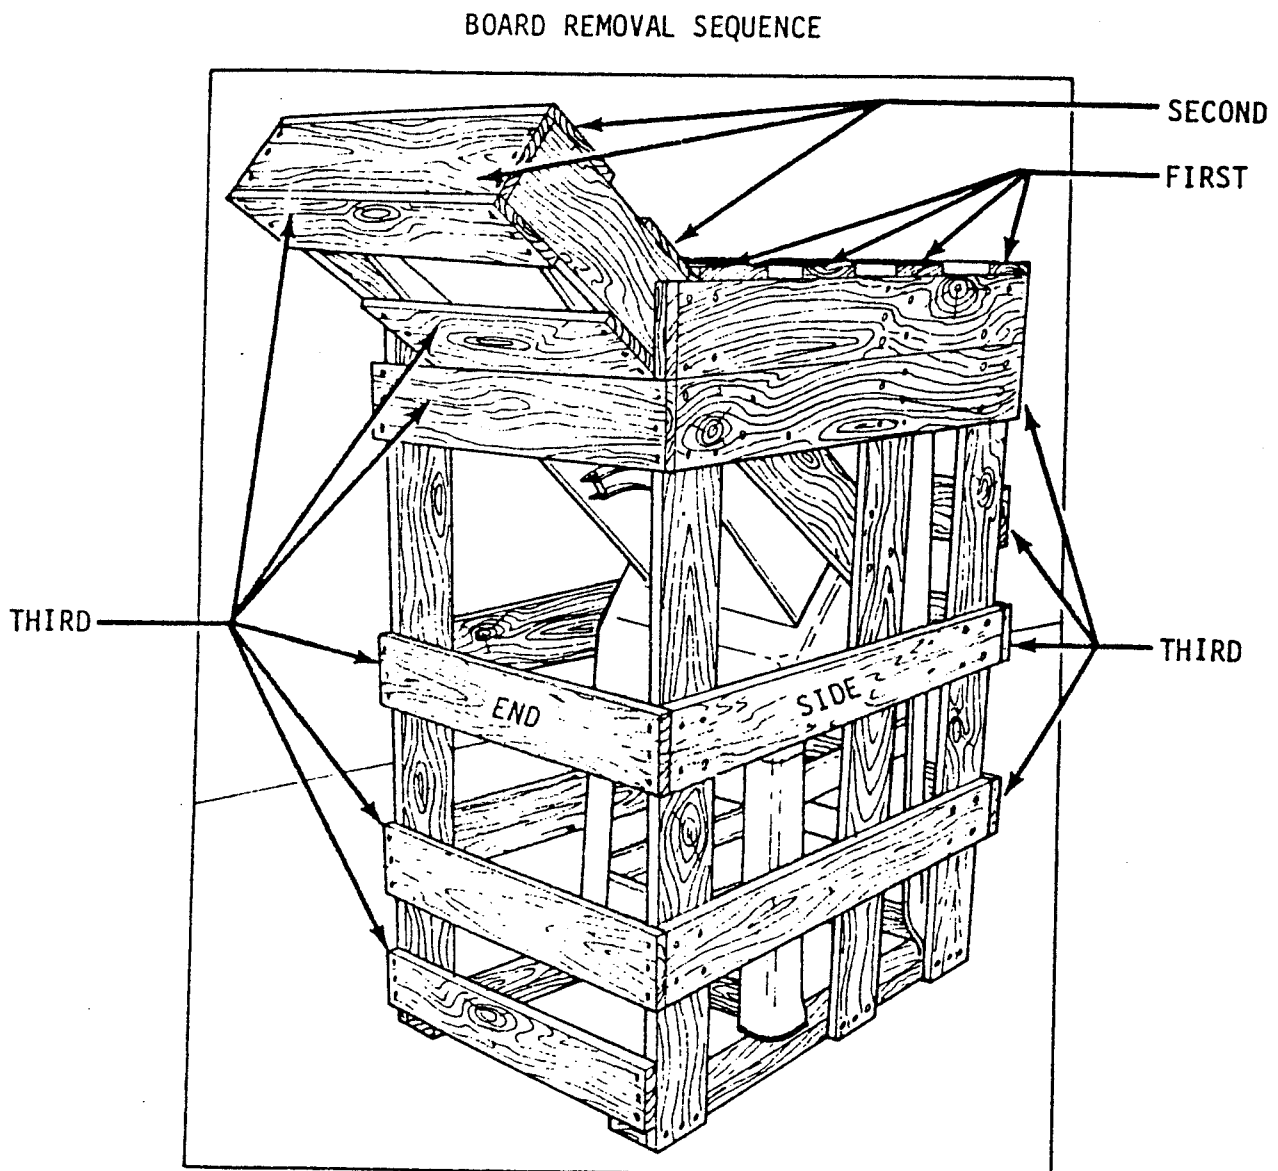 BOARD REMOVAL SEQUENCE
SECOND
FIRST
THIRD
THIRD
END
SIDE